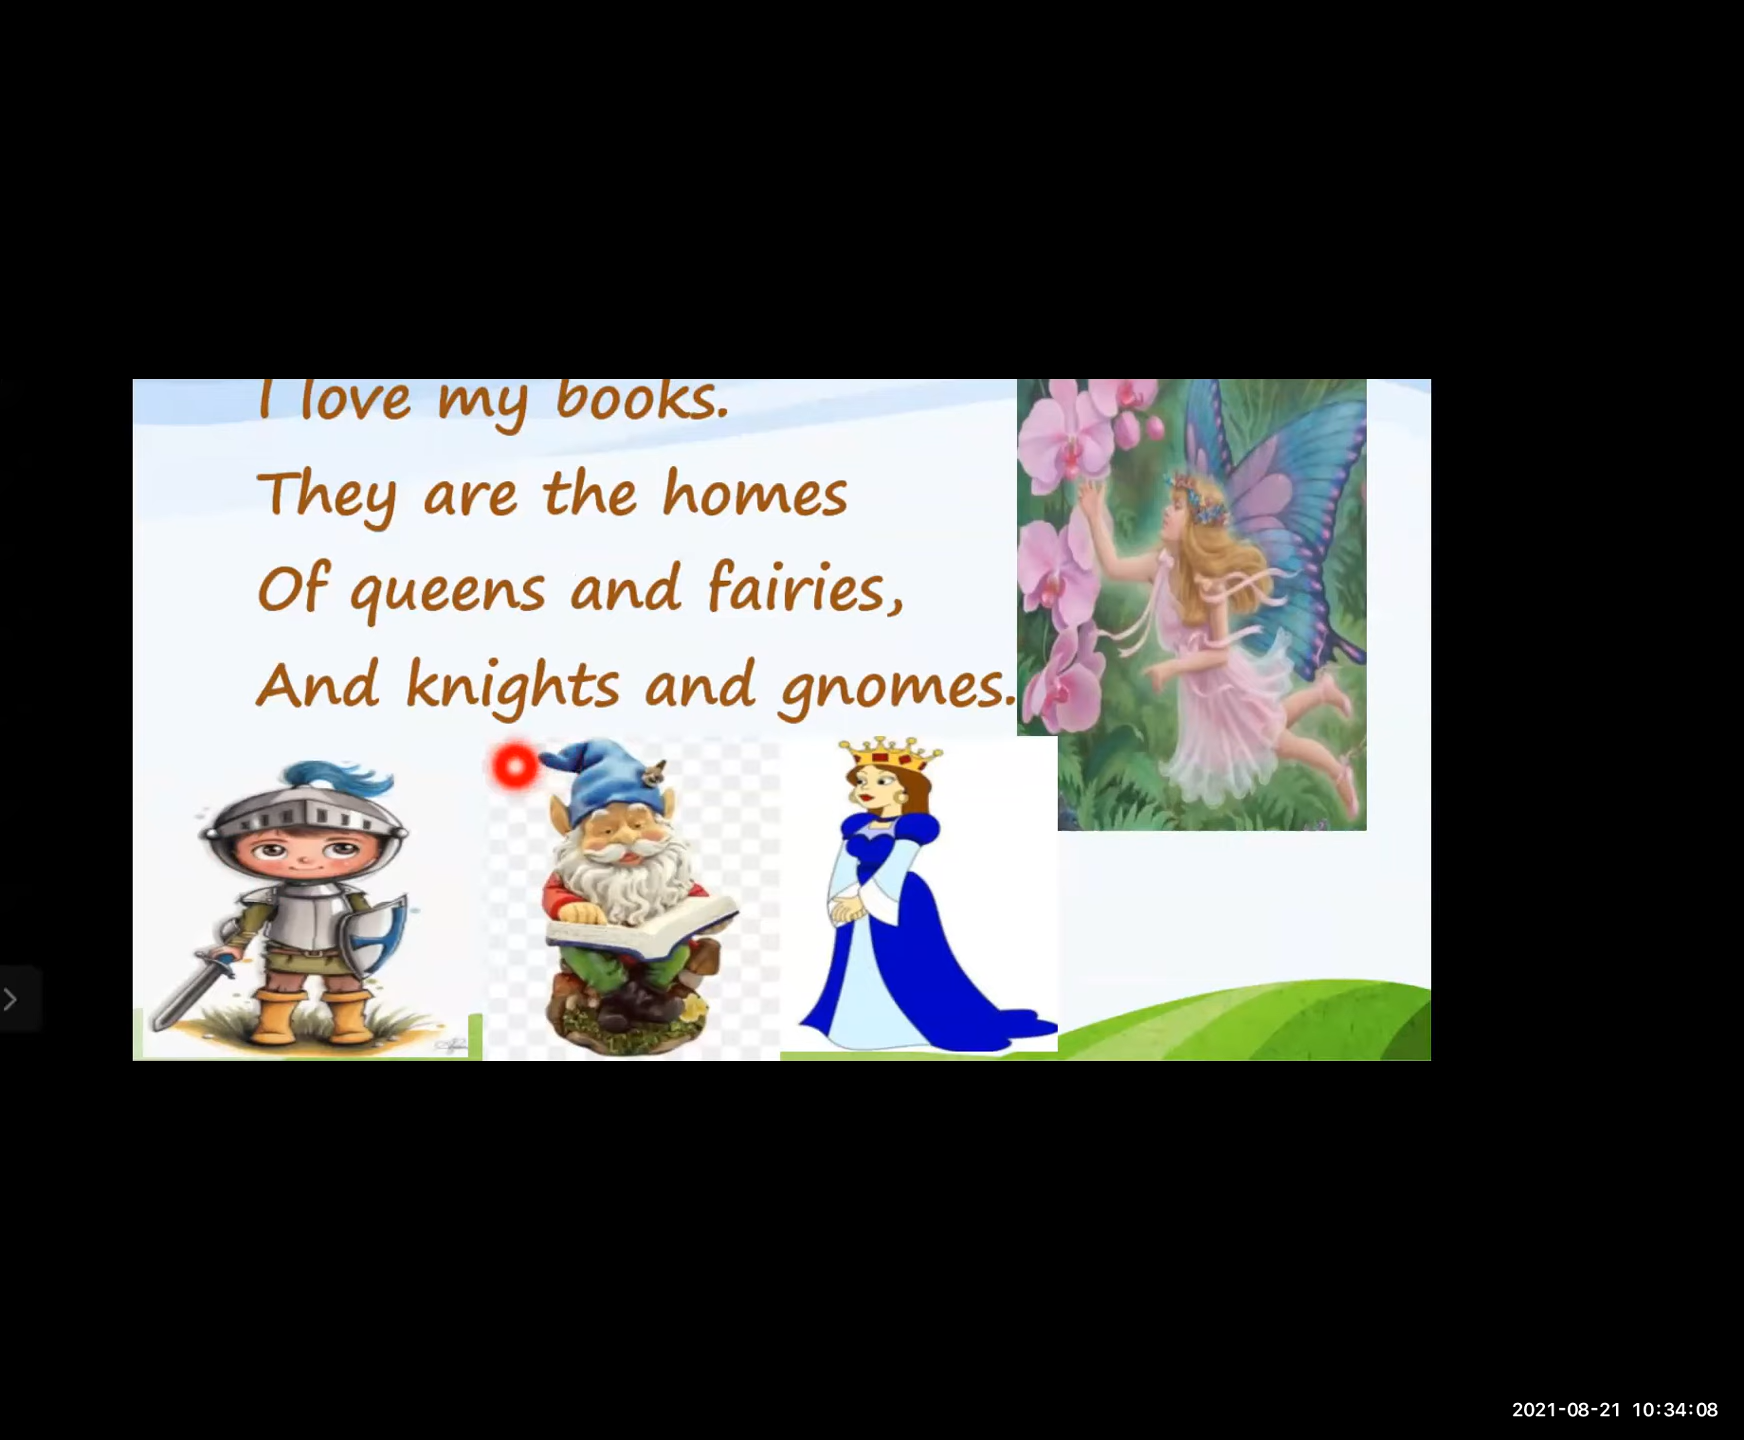 I love my books.
They are the homes
Of queens and fairies,
And knights and gnomes.
2021-08-21 10:34:08